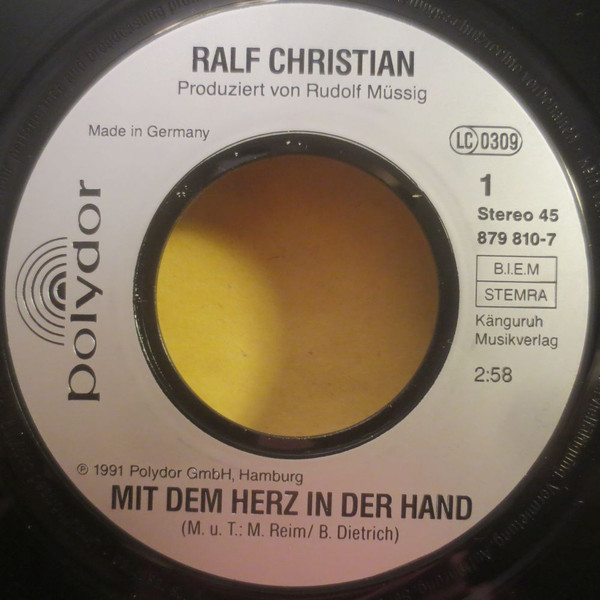 RALF CHRISTIAN
Produziert von Rudolf Müssig
Made in Germany
LC 0309
1
Stereo 45
879 810-7
B.I.E.M
STEMRA
Känguruh
Musikverlag
2:58
polydor
℗ 1991 Polydor GmbH, Hamburg
MIT DEM HERZ IN DER HAND
(M. u. T.: M. Reim/ B. Dietrich)